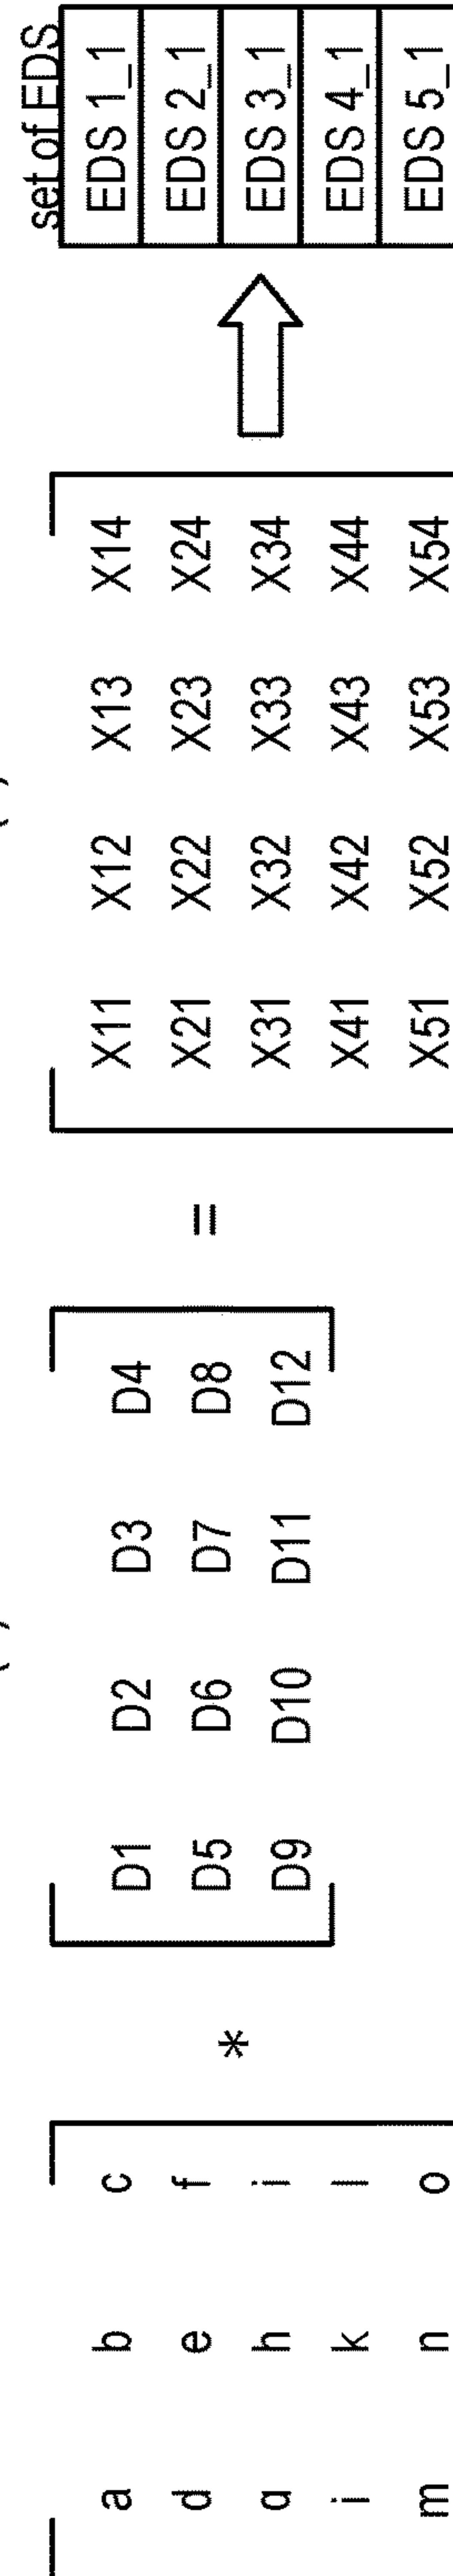 set of EDS
a b c D1 D2 D3 D4 X11 X12 X13 X14 EDS 1_1
d e f * D5 D6 D7 D8 = X21 X22 X23 X24 EDS 2_1
g h i D9 D10 D11 D12 X31 X32 X33 X34 EDS 3_1
j k l X41 X42 X43 X44 EDS 4_1
m n o X51 X52 X53 X54 EDS 5_1